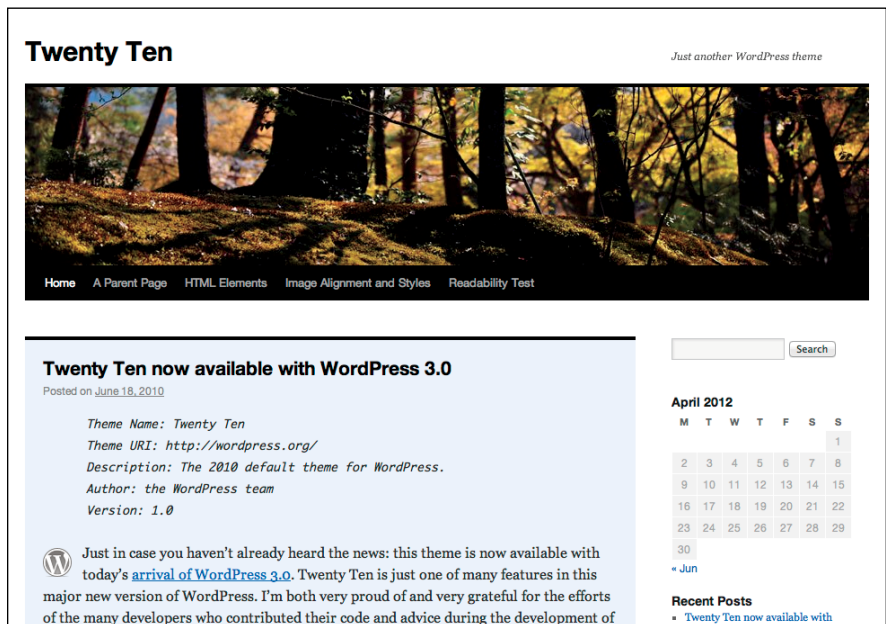 Twenty Ten
Just another WordPress theme
Home A Parent Page HTML Elements Image Alignment and Styles Readability Test
Twenty Ten now available with WordPress 3.0
Posted on June 18, 2010
Theme Name: Twenty Ten
Theme URI: http://wordpress.org/
Description: The 2010 default theme for WordPress.
Author: the WordPress team
Version: 1.0
Just in case you haven't already heard the news: this theme is now available with
today's arrival of WordPress 3.0. Twenty Ten is just one of many features in this
major new version of WordPress. I'm both very proud of and very grateful for the efforts
of the many developers who contributed their code and advice during the development of
Search
April 2012
M T W T F S S
1
2 3 4 5 6 7 8
9 10 11 12 13 14 15
16 17 18 19 20 21 22
23 24 25 26 27 28 29
30
« Jun
Recent Posts
Twenty Ten now available with